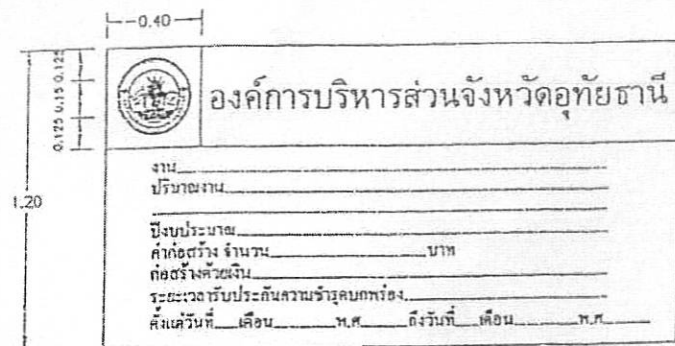 0.40
องค์การบริหารส่วนจังหวัดอุทัยธานี
0.125 0.15 0.125
1.20
งาน
ปริมาณงาน
ปีงบประมาณ
ค่าก่อสร้าง จำนวน บาท
ก่อสร้างด้วยเงิน
ระยะเวลารับประกันความชำรุดบกพร่อง
ตั้งแต่วันที่ เดือน พ.ศ. ถึงวันที่ เดือน พ.ศ.